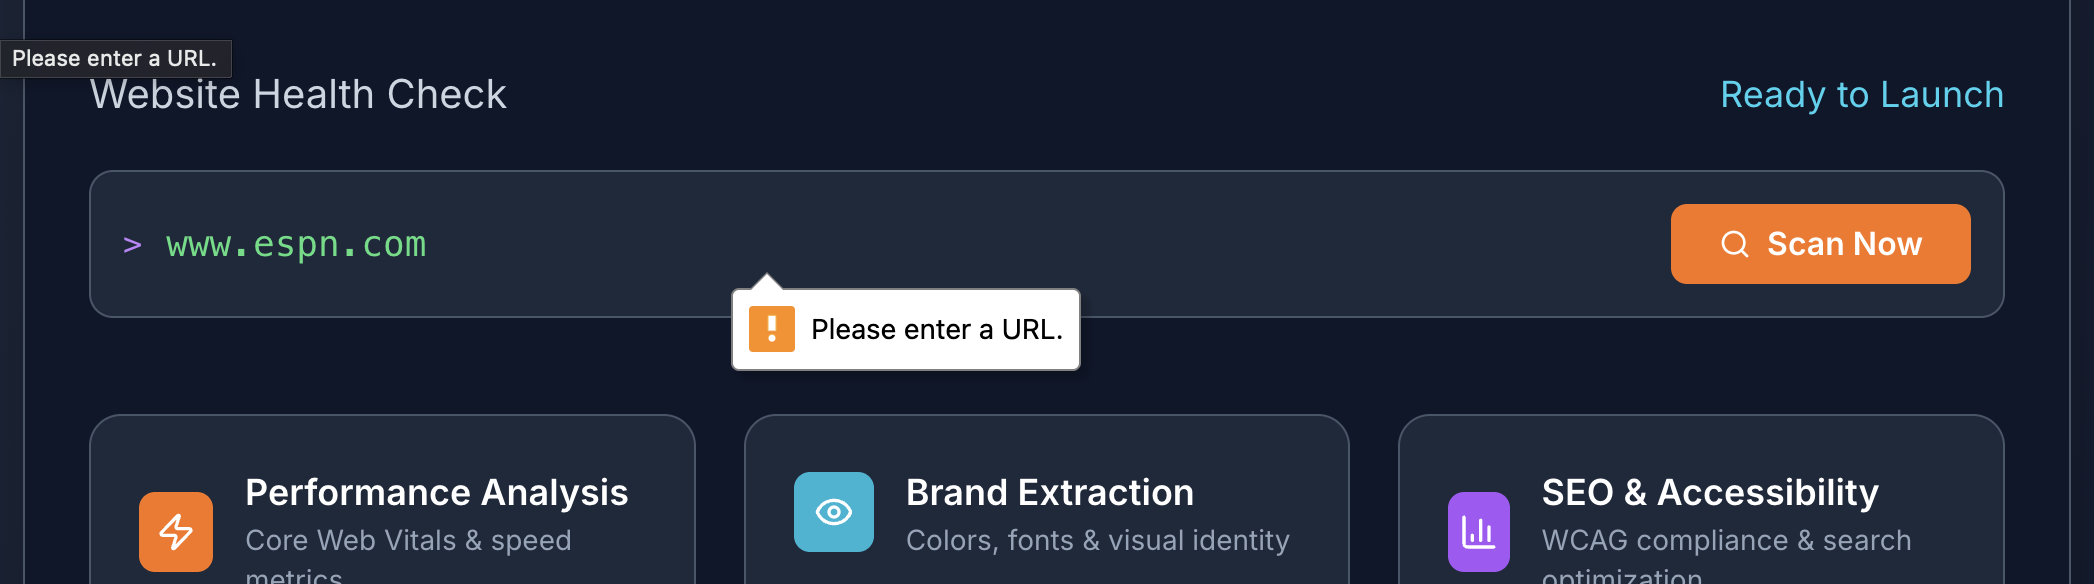 Please enter a URL.
Website Health Check
Ready to Launch
> www.espn.com
Scan Now
Please enter a URL.
Performance Analysis
Core Web Vitals & speed
metrics
Brand Extraction
Colors, fonts & visual identity
SEO & Accessibility
WCAG compliance & search
optimization